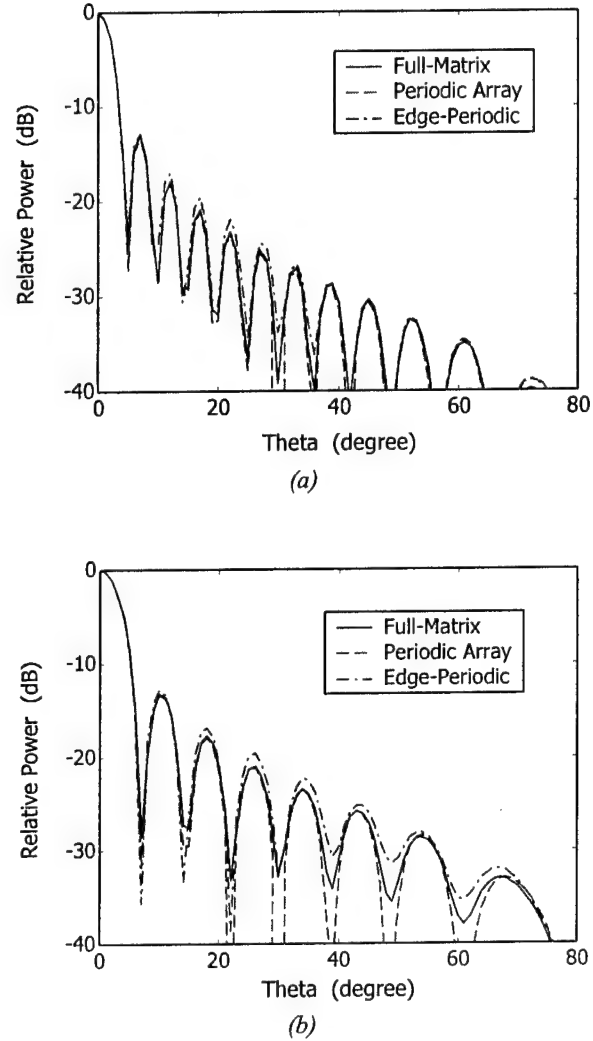 0
-10
-20
-30
-40
Relative Power (dB)
Full-Matrix
Periodic Array
Edge-Periodic
0
20
40
60
80
Theta (degree)
(a)
0
-10
-20
-30
-40
Relative Power (dB)
Full-Matrix
Periodic Array
Edge-Periodic
0
20
40
60
80
Theta (degree)
(b)